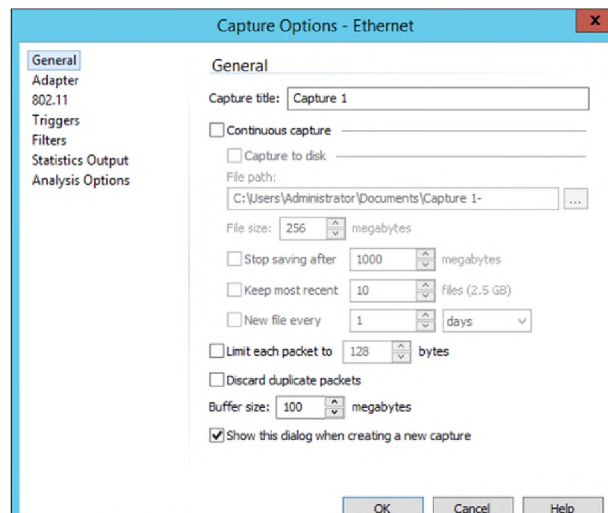 Capture Options - Ethernet
x
General
Adapter
802.11
Triggers
Filters
Statistics Output
Analysis Options
General
Capture title: Capture 1
Continuous capture
Capture to disk
File path:
C:\Users\Administrator\Documents\Capture 1- ...
File size: 256 megabytes
Stop saving after 1000 megabytes
Keep most recent 10 files (2.5 GB)
New file every 1 days
Limit each packet to 128 bytes
Discard duplicate packets
Buffer size: 100 megabytes
Show this dialog when creating a new capture
OK Cancel Help